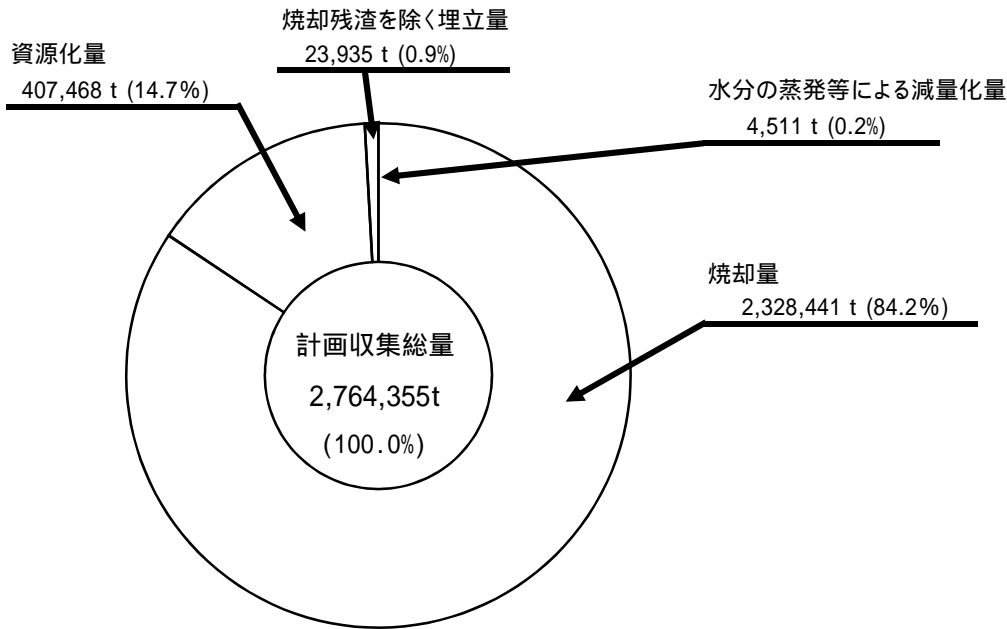 焼却残渣を除く埋立量
23,935 t (0.9%)
資源化量
407,468 t (14.7%)
水分の蒸発等による減量化量
4,511 t (0.2%)
焼却量
2,328,441 t (84.2%)
計画収集総量
2,764,355t
(100.0%)